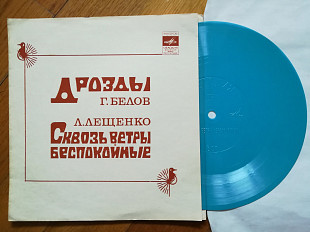 ДРОЗДЫ
Г. БЕЛОВ
Л. ЛЕЩЕНКО
СКВОЗЬ ВЕТРЫ
БЕСПОКОЙНЫЕ